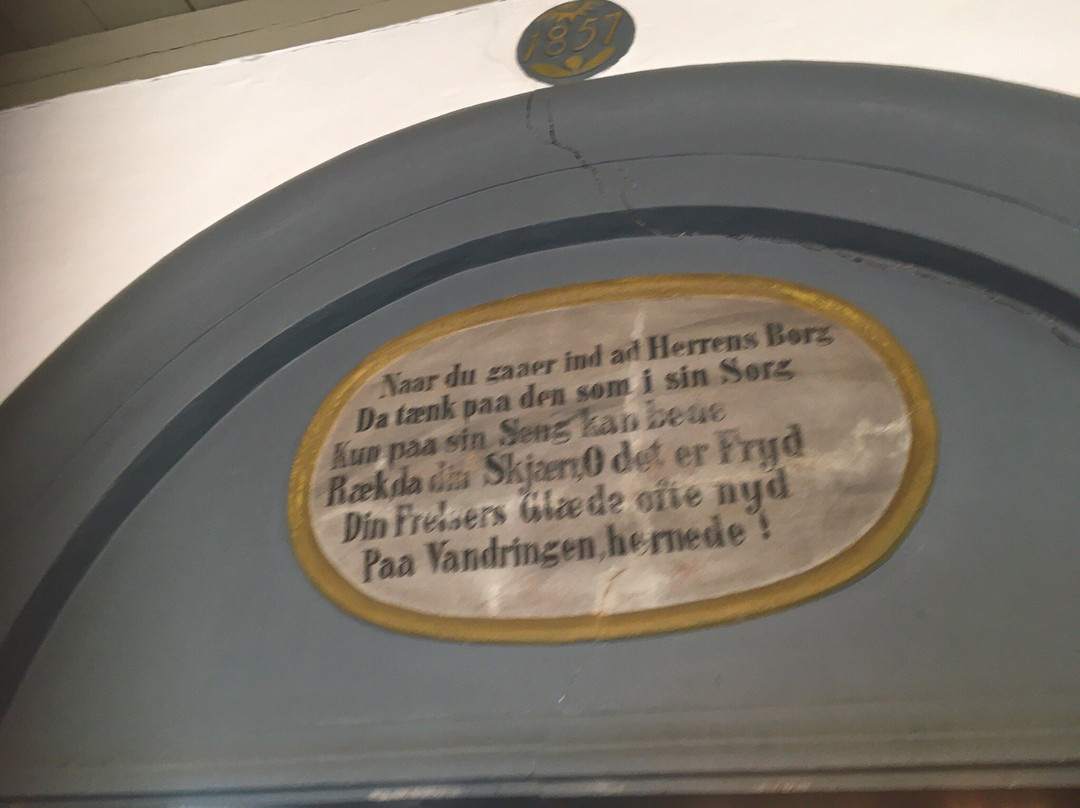 1857
Naar du gaaer ind ad Herrens Borg
Da tænk paa den som i sin Sorg
Kun paa sin Seng kan bede
Ræk da din Skjærv, O det er Fryd
Din Frelsers Glæde ofte nyd
Paa Vandringen, hernede!